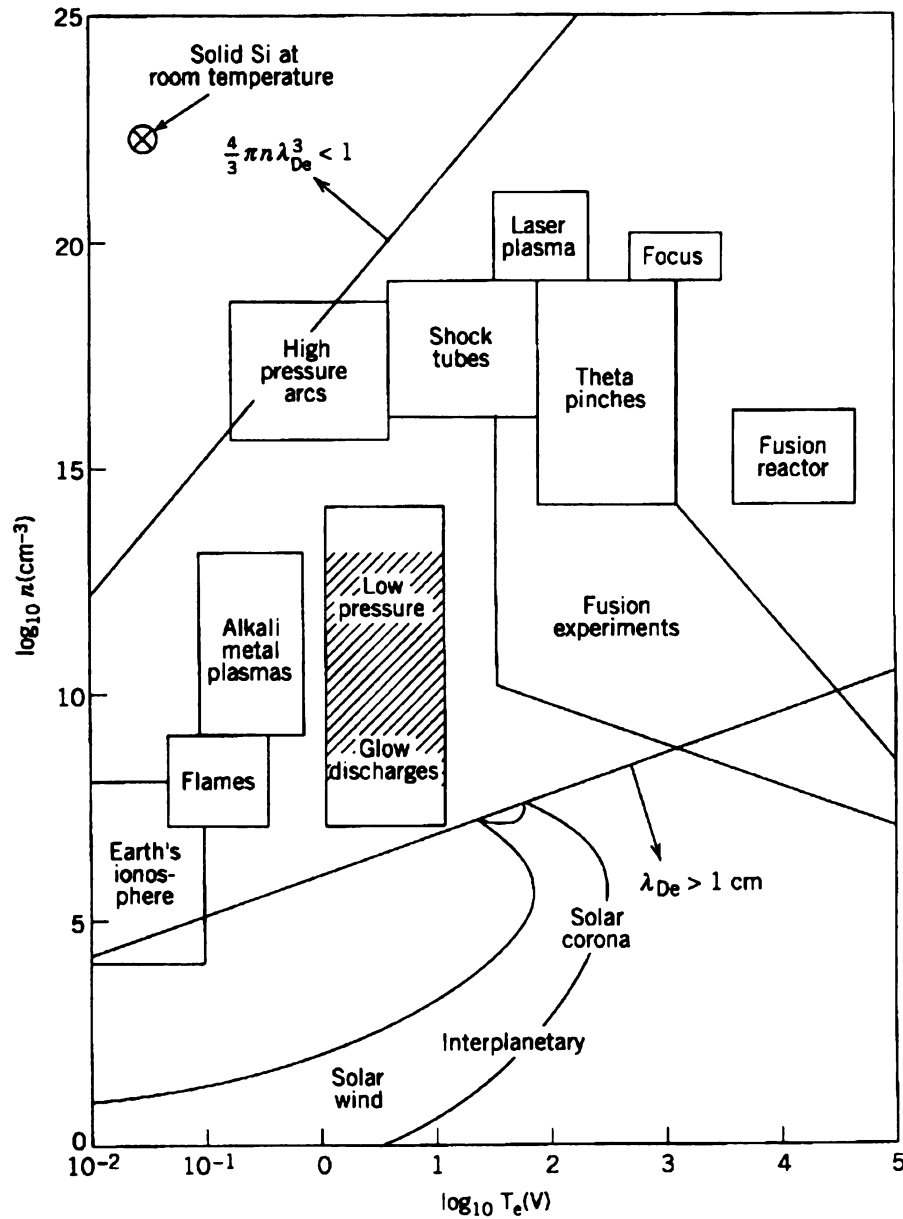 25
20
15
10
5
0
log₁₀ n(cm⁻³)
Solid Si at
room temperature
4/3 πnλ³_De < 1
Laser
plasma
Focus
High
pressure
arcs
Shock
tubes
Theta
pinches
Fusion
reactor
Low
pressure
Glow
discharges
Alkali
metal
plasmas
Fusion
experiments
Flames
Earth's
ionos-
phere
λ_De > 1 cm
Solar
corona
Interplanetary
Solar
wind
10⁻² 10⁻¹ 0 1 2 3 4 5
log₁₀ Tₑ(V)